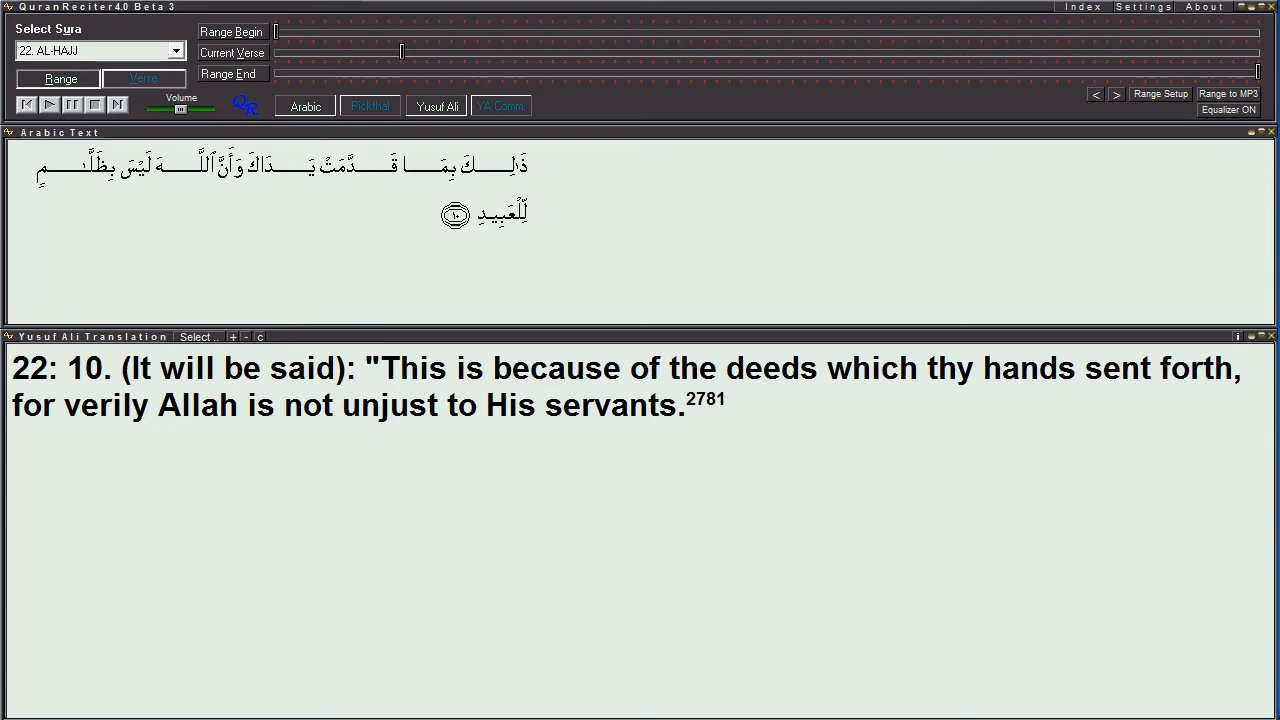 QuranReciter4.0 Beta 3
Index Settings About
Select Sura
22. AL-HAJJ
Range Verse
Range Begin
Current Verse
Range End
Volume
QR
Arabic Pickthal Yusuf Ali YA Comm.
< > Range Setup Range to MP3
Equalizer ON
Arabic Text
ذَٰلِكَ بِمَا قَدَّمَتْ يَدَاكَ وَأَنَّ ٱللَّهَ لَيْسَ بِظَلَّٰمٍ
لِّلْعَبِيدِ ١٠
Yusuf Ali Translation Select .. + - c i
22: 10. (It will be said): "This is because of the deeds which thy hands sent forth,
for verily Allah is not unjust to His servants.2781